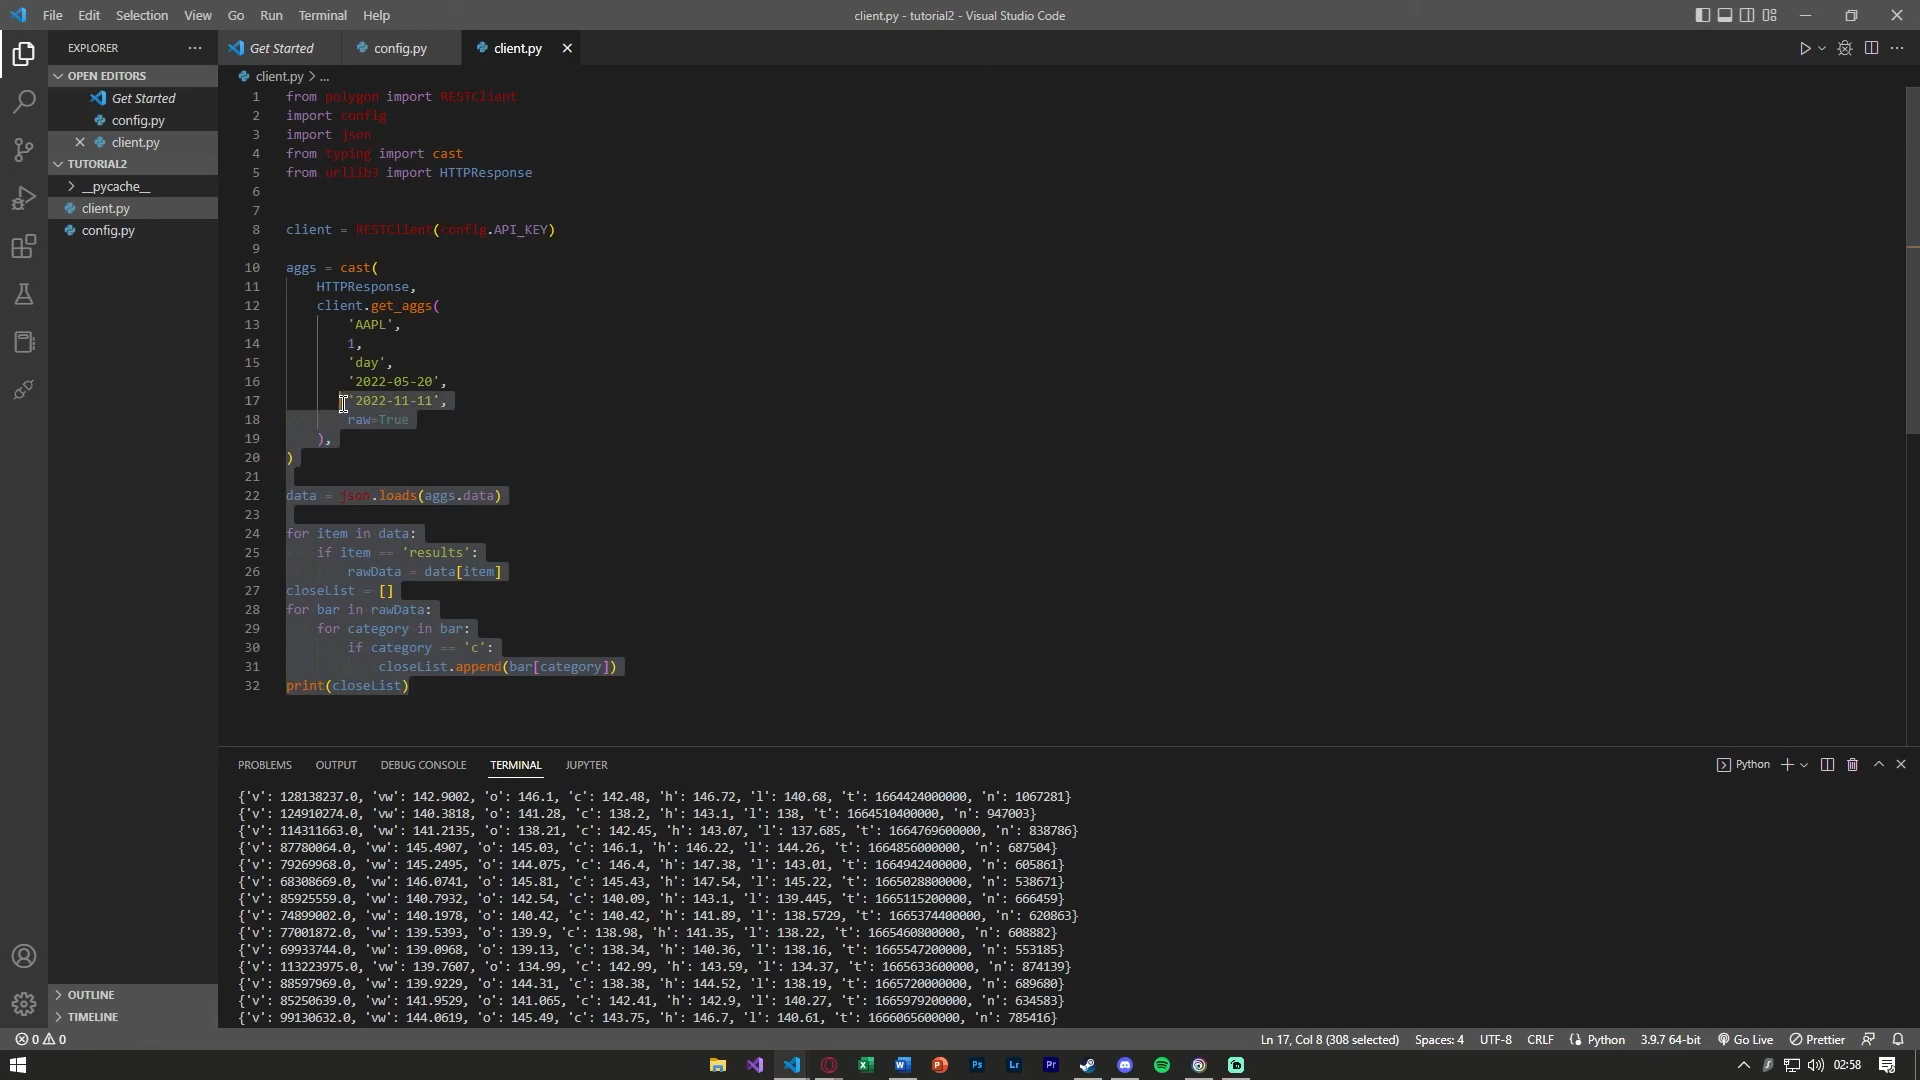 File Edit Selection View Go Run Terminal Help
client.py - tutorial2 - Visual Studio Code
EXPLORER
OPEN EDITORS
Get Started
config.py
client.py
TUTORIAL2
__pycache__
client.py
config.py
OUTLINE
TIMELINE
Get Started config.py client.py
client.py > ...
1 from polygon import RESTClient
2 import config
3 import json
4 from typing import cast
5 from urllib3 import HTTPResponse
6
7
8 client = RESTClient(config.API_KEY)
9
10 aggs = cast(
11 HTTPResponse,
12 client.get_aggs(
13 'AAPL',
14 1,
15 'day',
16 '2022-05-20',
17 '2022-11-11',
18 raw=True
19 ),
20 )
21
22 data = json.loads(aggs.data)
23
24 for item in data:
25 if item == 'results':
26 rawData = data[item]
27 closeList = []
28 for bar in rawData:
29 for category in bar:
30 if category == 'c':
31 closeList.append(bar[category])
32 print(closeList)
PROBLEMS OUTPUT DEBUG CONSOLE TERMINAL JUPYTER
Python
{'v': 128138237.0, 'vw': 142.9002, 'o': 146.1, 'c': 142.48, 'h': 146.72, 'l': 140.68, 't': 1664424000000, 'n': 1067281}
{'v': 124910274.0, 'vw': 140.3818, 'o': 141.28, 'c': 138.2, 'h': 143.1, 'l': 138, 't': 1664510400000, 'n': 947003}
{'v': 114311663.0, 'vw': 141.2135, 'o': 138.21, 'c': 142.45, 'h': 143.07, 'l': 137.685, 't': 1664769600000, 'n': 838786}
{'v': 87780064.0, 'vw': 145.4907, 'o': 145.03, 'c': 146.1, 'h': 146.22, 'l': 144.26, 't': 1664856000000, 'n': 687504}
{'v': 79269968.0, 'vw': 145.2495, 'o': 144.075, 'c': 146.4, 'h': 147.38, 'l': 143.01, 't': 1664942400000, 'n': 605861}
{'v': 68308669.0, 'vw': 146.0741, 'o': 145.81, 'c': 145.43, 'h': 147.54, 'l': 145.22, 't': 1665028800000, 'n': 538671}
{'v': 85925559.0, 'vw': 140.7932, 'o': 142.54, 'c': 140.09, 'h': 143.1, 'l': 139.445, 't': 1665115200000, 'n': 666459}
{'v': 74899002.0, 'vw': 140.1978, 'o': 140.42, 'c': 140.42, 'h': 141.89, 'l': 138.5729, 't': 1665374400000, 'n': 620863}
{'v': 77001872.0, 'vw': 139.5393, 'o': 139.9, 'c': 138.98, 'h': 141.35, 'l': 138.22, 't': 1665460800000, 'n': 608882}
{'v': 69933744.0, 'vw': 139.0968, 'o': 139.13, 'c': 138.34, 'h': 140.36, 'l': 138.16, 't': 1665547200000, 'n': 553185}
{'v': 113223975.0, 'vw': 139.7607, 'o': 134.99, 'c': 142.99, 'h': 143.59, 'l': 134.37, 't': 1665633600000, 'n': 874139}
{'v': 88597969.0, 'vw': 139.9229, 'o': 144.31, 'c': 138.38, 'h': 144.52, 'l': 138.19, 't': 1665720000000, 'n': 689680}
{'v': 85250639.0, 'vw': 141.9529, 'o': 141.065, 'c': 142.41, 'h': 142.9, 'l': 140.27, 't': 1665979200000, 'n': 634583}
{'v': 99130632.0, 'vw': 144.0619, 'o': 145.49, 'c': 143.75, 'h': 146.7, 'l': 140.61, 't': 1666065600000, 'n': 785416}
0 0 Ln 17, Col 8 (308 selected) Spaces: 4 UTF-8 CRLF Python 3.9.7 64-bit Go Live Prettier
Ps Lr Pr 02:58